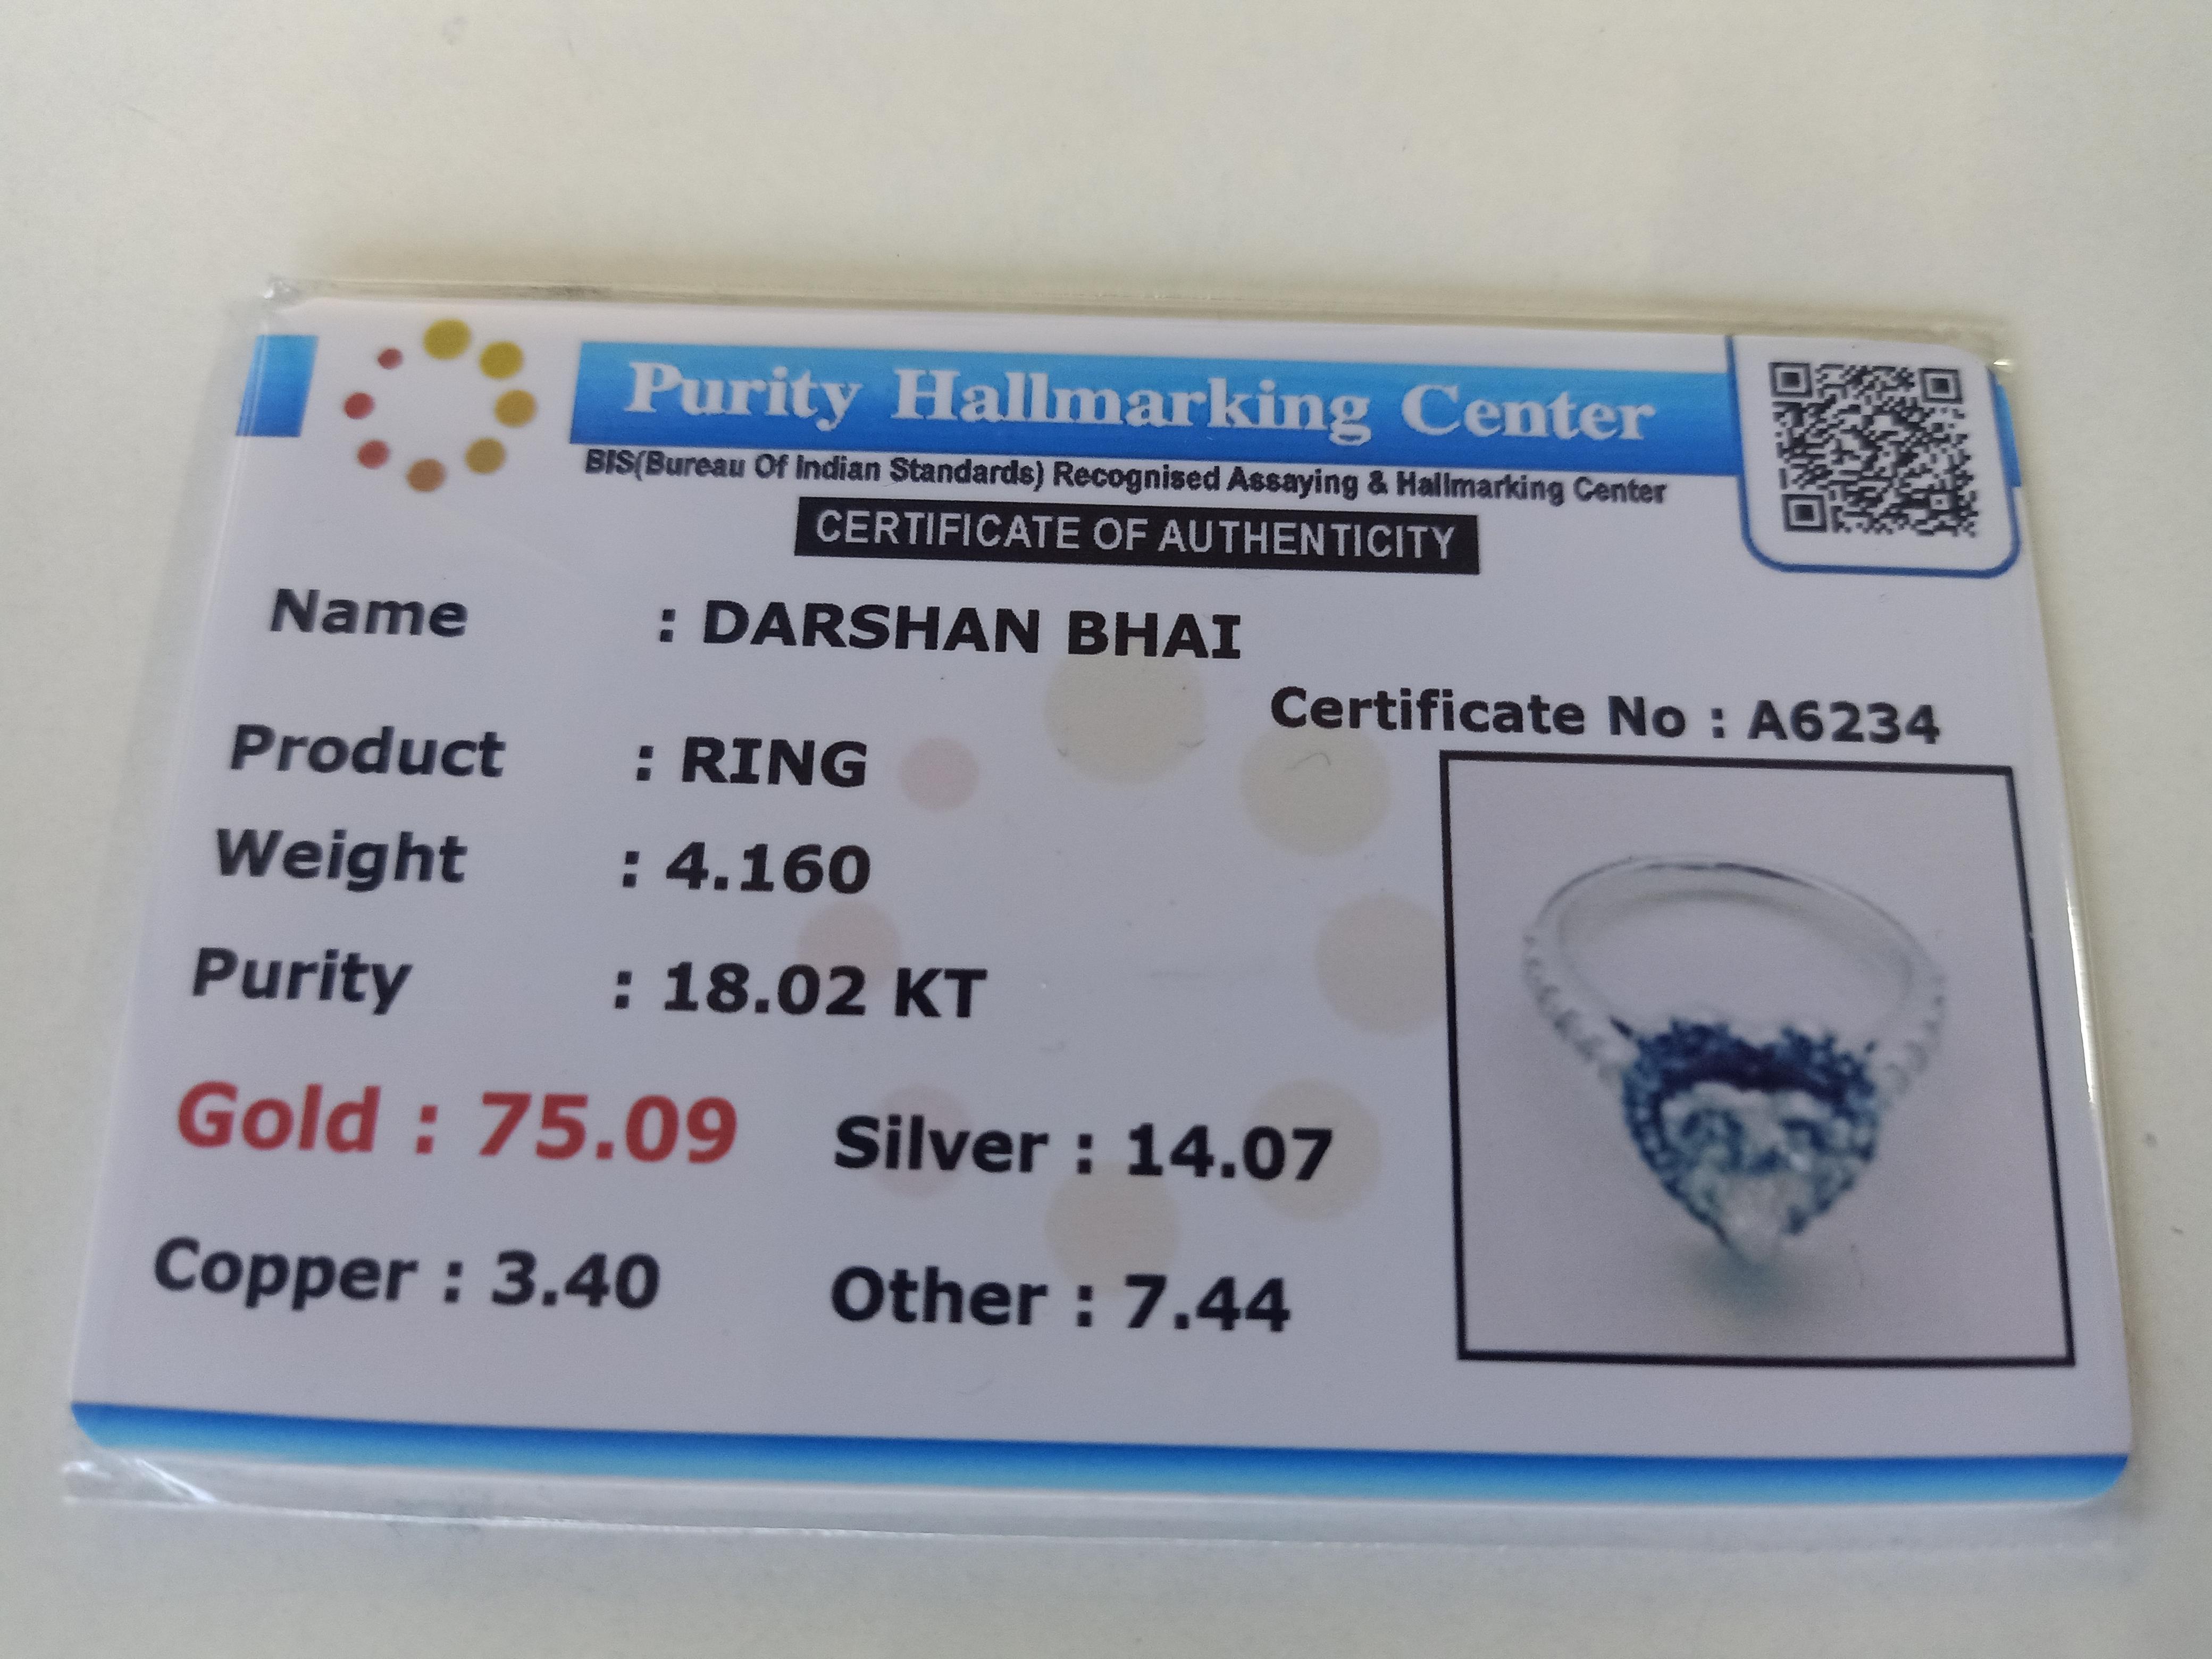 Purity Hallmarking Center
BIS(Bureau Of Indian Standards) Recognised Assaying & Hallmarking Center
CERTIFICATE OF AUTHENTICITY
Name : DARSHAN BHAI
Certificate No : A6234
Product : RING
Weight : 4.160
Purity : 18.02 KT
Gold : 75.09 Silver : 14.07
Copper : 3.40 Other : 7.44